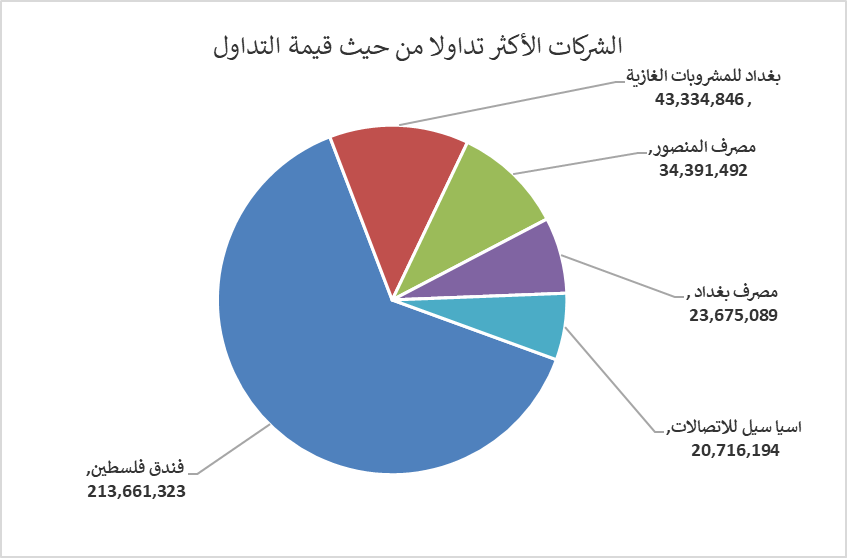 الشركات الأكثر تداولا من حيث قيمة التداول
بغداد للمشروبات الغازية
, 43,334,846
مصرف المنصور,
34,391,492
مصرف بغداد ,
23,675,089
اسيا سيل للاتصالات,
20,716,194
فندق فلسطين,
213,661,323